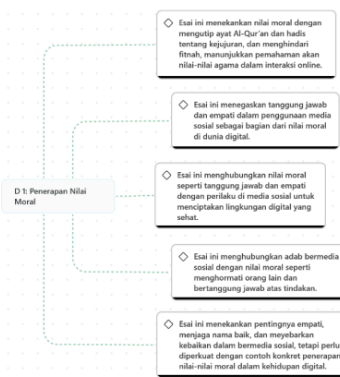 Esai ini menekankan nilai moral dengan
mengutip ayat Al-Qur'an dan hadis
tentang kejujuran, dan menghindari
fitnah, manunjukkan pemahaman akan
nilai-nilai agama dalam interaksi online.
Esai ini menegaskan tanggung jawab
dan empati dalam penggunaan media
sosial sebagai bagian dari nilai moral
di dunia digital.
D 1: Penerapan Nilai
Moral
Esai ini menghubungkan nilai moral
seperti tanggung jawab dan empati
dengan perilaku di media sosial untuk
menciptakan lingkungan digital yang
sehat.
Esai ini menghubungkan adab bermedia
sosial dengan nilai moral seperti
menghormati orang lain dan
bertanggung jawab atas tindakan.
Esai ini menekankan pentingnya empati,
menjaga nama baik, dan meyebarkan
kebaikan dalam bermedia sosial, tetapi perlu
diperkuat dengan contoh konkret penerapan
nilai-nilai moral dalam kehidupan digital.